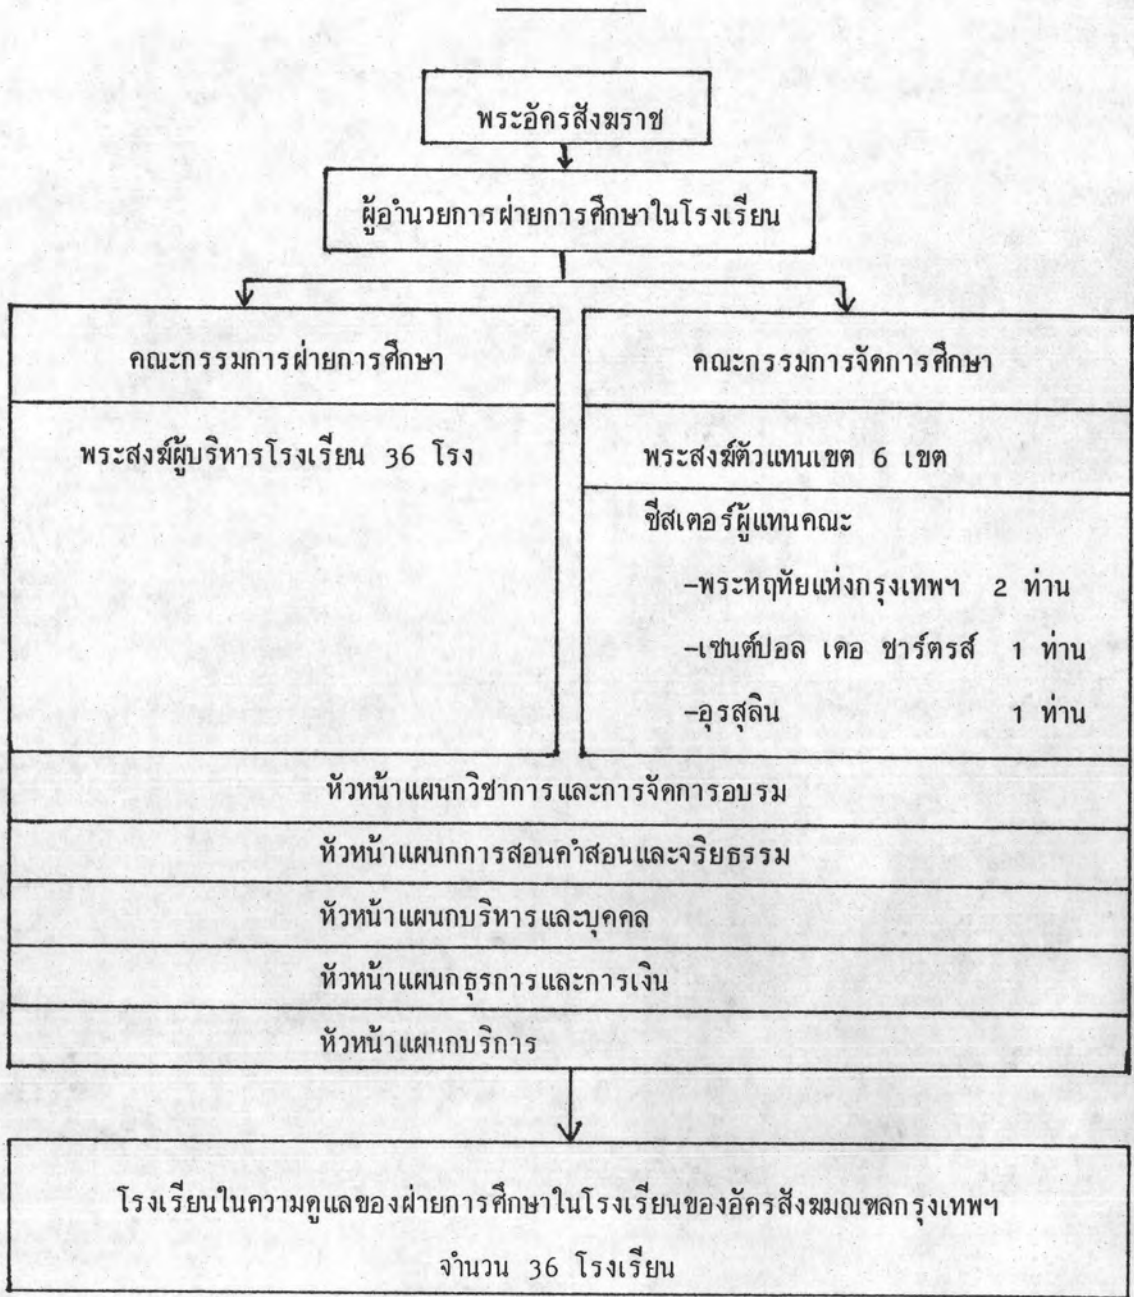 พระอัครสังฆราช
ผู้อำนวยการฝ่ายการศึกษาในโรงเรียน
คณะกรรมการฝ่ายการศึกษา
พระสงฆ์ผู้บริหารโรงเรียน 36 โรง
คณะกรรมการจัดการศึกษา
พระสงฆ์ตัวแทนเขต 6 เขต
ซีสเตอร์ผู้แทนคณะ
-พระหฤทัยแห่งกรุงเทพฯ 2 ท่าน
-เซนต์ปอล เดอ ชาร์ตรส์ 1 ท่าน
-อุรสุลิน 1 ท่าน
หัวหน้าแผนกวิชาการและการจัดการอบรม
หัวหน้าแผนกการสอนคำสอนและจริยธรรม
หัวหน้าแผนกบริหารและบุคคล
หัวหน้าแผนกธุรการและการเงิน
หัวหน้าแผนกบริการ
โรงเรียนในความดูแลของฝ่ายการศึกษาในโรงเรียนของอัครสังฆมณฑลกรุงเทพฯ
จำนวน 36 โรงเรียน